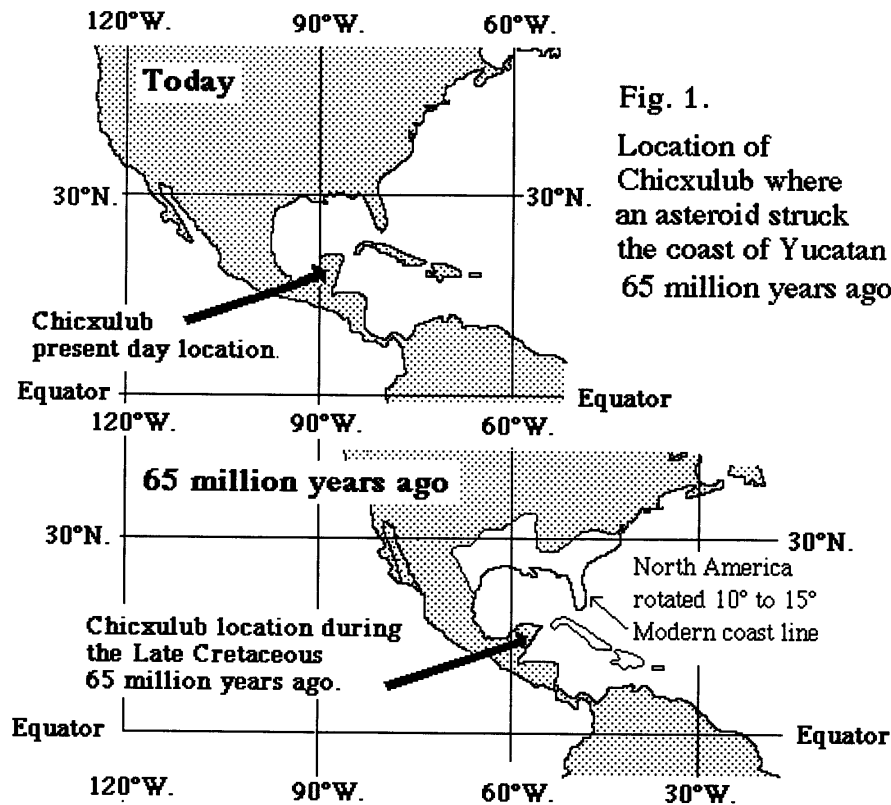 120°W. 90°W. 60°W.
Today
Fig. 1.
Location of
Chicxulub where
an asteroid struck
the coast of Yucatan
65 million years ago
30°N. 30°N.
Chicxulub
present day location.
Equator Equator
120°W. 90°W. 60°W.
65 million years ago
30°N. 30°N.
North America
rotated 10° to 15°
Modern coast line
Chicxulub location during
the Late Cretaceous
65 million years ago.
Equator Equator
120°W. 90°W. 60°W. 30°W.